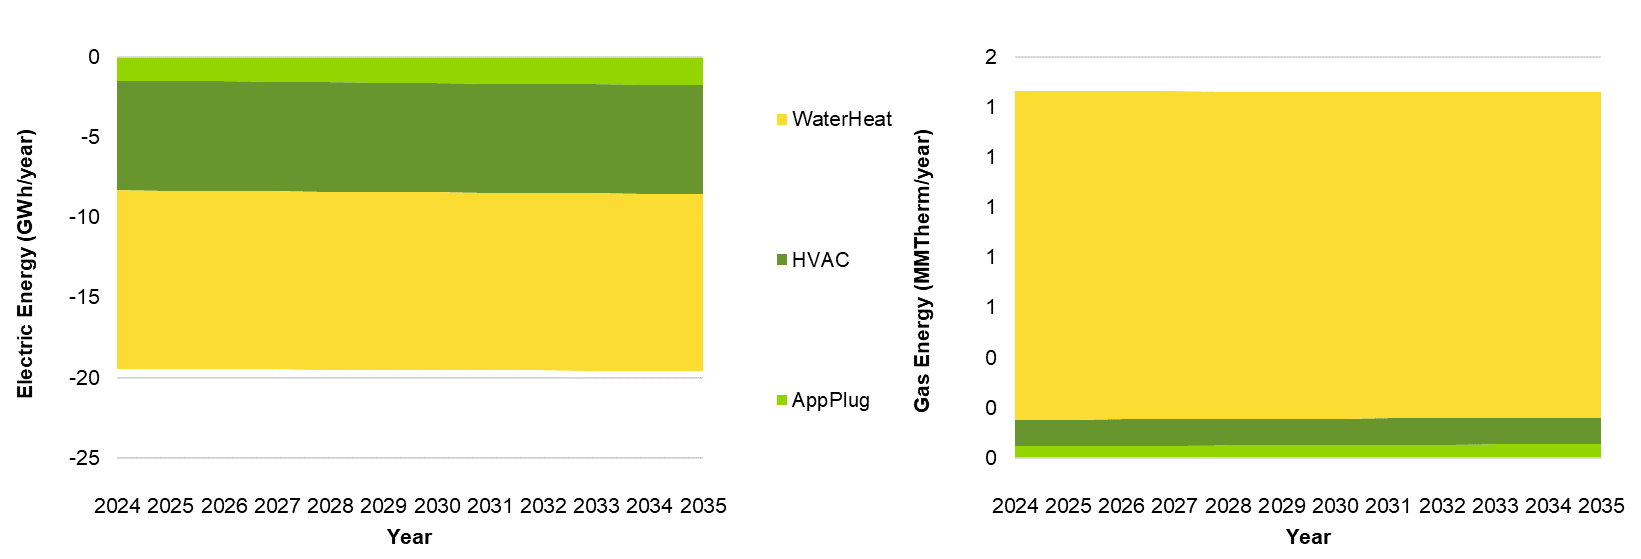 0
-5
-10
-15
-20
-25
Electric Energy (GWh/year)
2024 2025 2026 2027 2028 2029 2030 2031 2032 2033 2034 2035
Year
WaterHeat
HVAC
AppPlug
2
1
1
1
1
1
0
0
0
Gas Energy (MMTherm/year)
2024 2025 2026 2027 2028 2029 2030 2031 2032 2033 2034 2035
Year